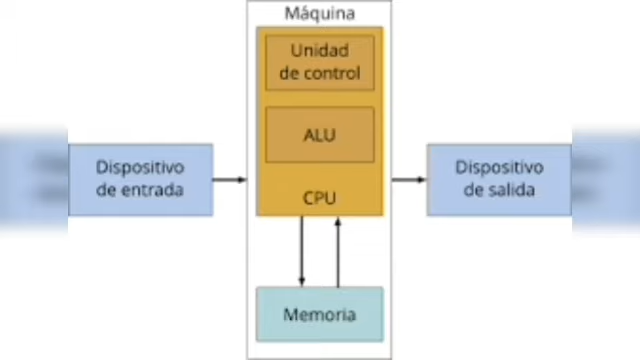 Máquina
Unidad
de control
ALU
CPU
Dispositivo
de entrada
Dispositivo
de salida
Memoria